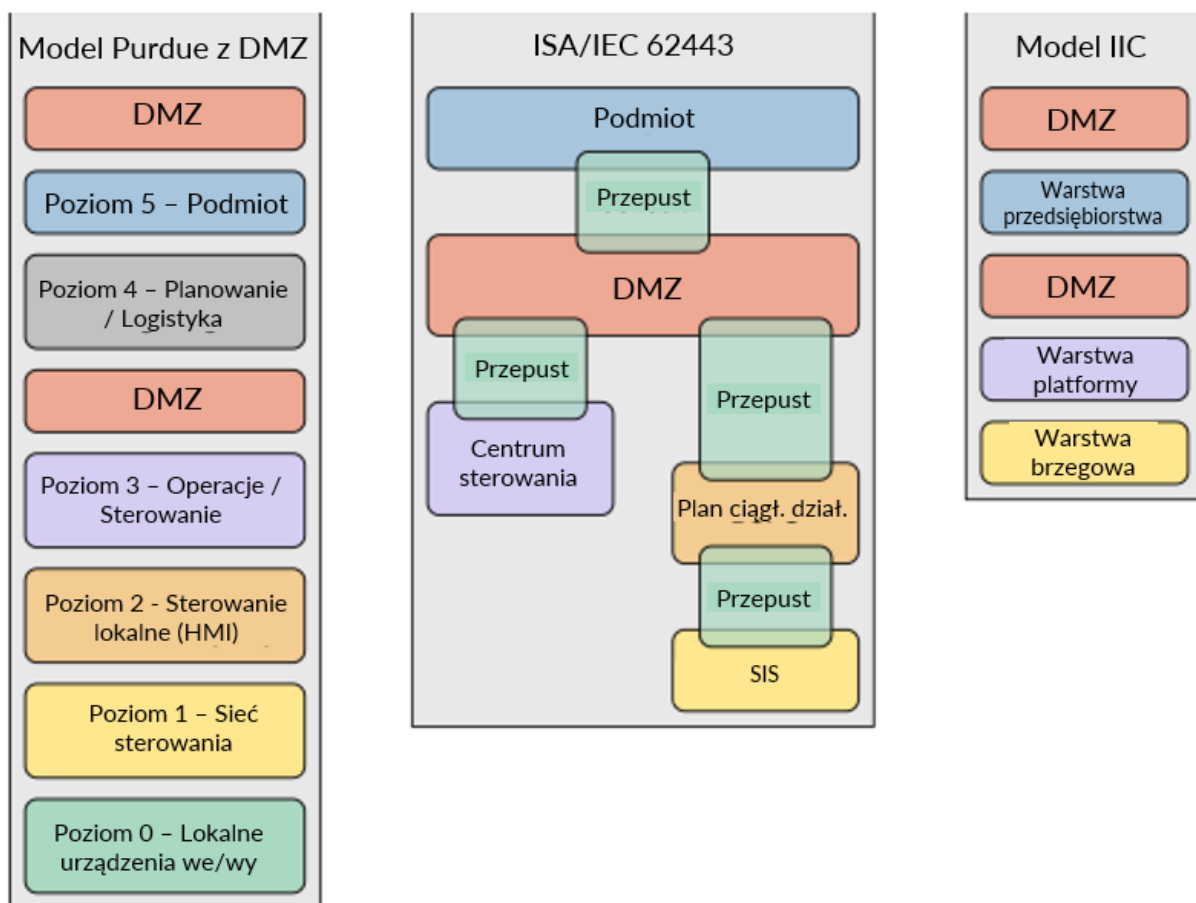 Model Purdue z DMZ
DMZ
Poziom 5 – Podmiot
Poziom 4 – Planowanie
/ Logistyka
DMZ
Poziom 3 – Operacje /
Sterowanie
Poziom 2 - Sterowanie
lokalne (HMI)
Poziom 1 – Sieć
sterowania
Poziom 0 – Lokalne
urządzenia we/wy
ISA/IEC 62443
Podmiot
Przepust
DMZ
Przepust
Przepust
Centrum
sterowania
Plan ciągł. dział.
Przepust
SIS
Model IIC
DMZ
Warstwa
przedsiębiorstwa
DMZ
Warstwa
platformy
Warstwa
brzegowa